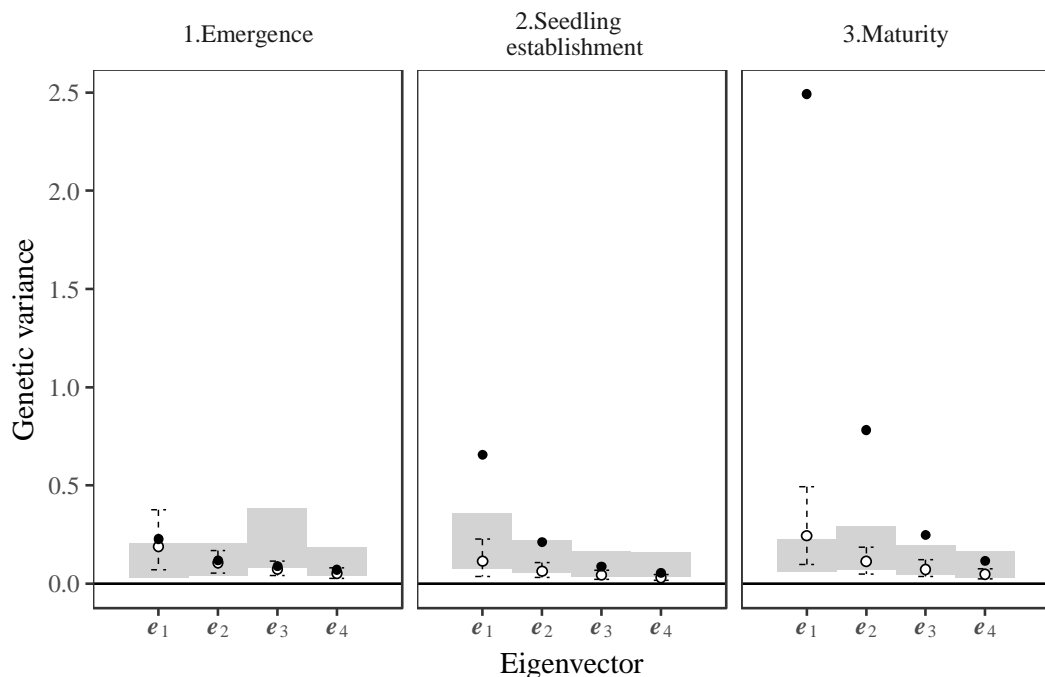 1.Emergence
2.Seedling
establishment
3.Maturity
Genetic variance
2.5
2.0
1.5
1.0
0.5
0.0
e1 e2 e3 e4
e1 e2 e3 e4
e1 e2 e3 e4
Eigenvector